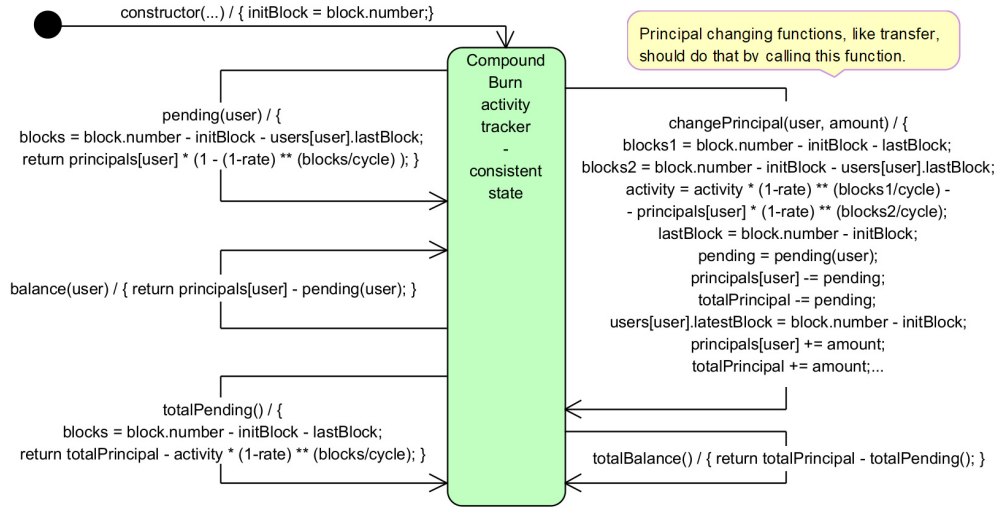 constructor(...) / { initBlock = block.number;}
Principal changing functions, like transfer,
should do that by calling this function.
Compound
Burn
activity
tracker
-
consistent
state
pending(user) / {
blocks = block.number - initBlock - users[user].lastBlock;
return principals[user] * (1 - (1-rate) ** (blocks/cycle) ); }
balance(user) / { return principals[user] - pending(user); }
totalPending() / {
blocks = block.number - initBlock - lastBlock;
return totalPrincipal - activity * (1-rate) ** (blocks/cycle); }
changePrincipal(user, amount) / {
blocks1 = block.number - initBlock - lastBlock;
blocks2 = block.number - initBlock - users[user].lastBlock;
activity = activity * (1-rate) ** (blocks1/cycle) -
- principals[user] * (1-rate) ** (blocks2/cycle);
lastBlock = block.number - initBlock;
pending = pending(user);
principals[user] -= pending;
totalPrincipal -= pending;
users[user].latestBlock = block.number - initBlock;
principals[user] += amount;
totalPrincipal += amount;...
totalBalance() / { return totalPrincipal - totalPending(); }